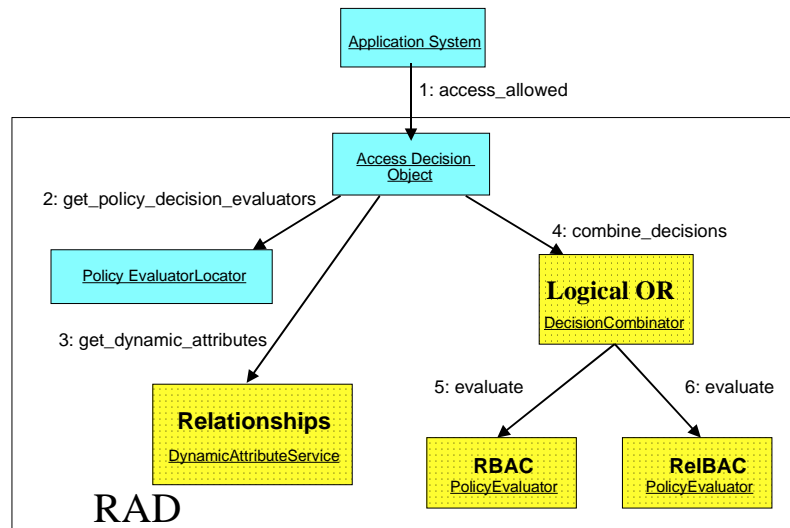 Application System
1: access_allowed
Access Decision
Object
2: get_policy_decision_evaluators
4: combine_decisions
Policy EvaluatorLocator
Logical OR
DecisionCombinator
3: get_dynamic_attributes
5: evaluate
6: evaluate
Relationships
DynamicAttributeService
RBAC
PolicyEvaluator
RelBAC
PolicyEvaluator
RAD